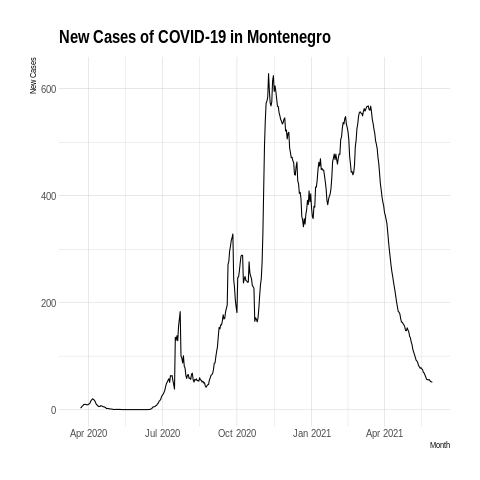 New Cases of COVID-19 in Montenegro
New Cases
600
400
200
0
Apr 2020
Jul 2020
Oct 2020
Jan 2021
Apr 2021
Month